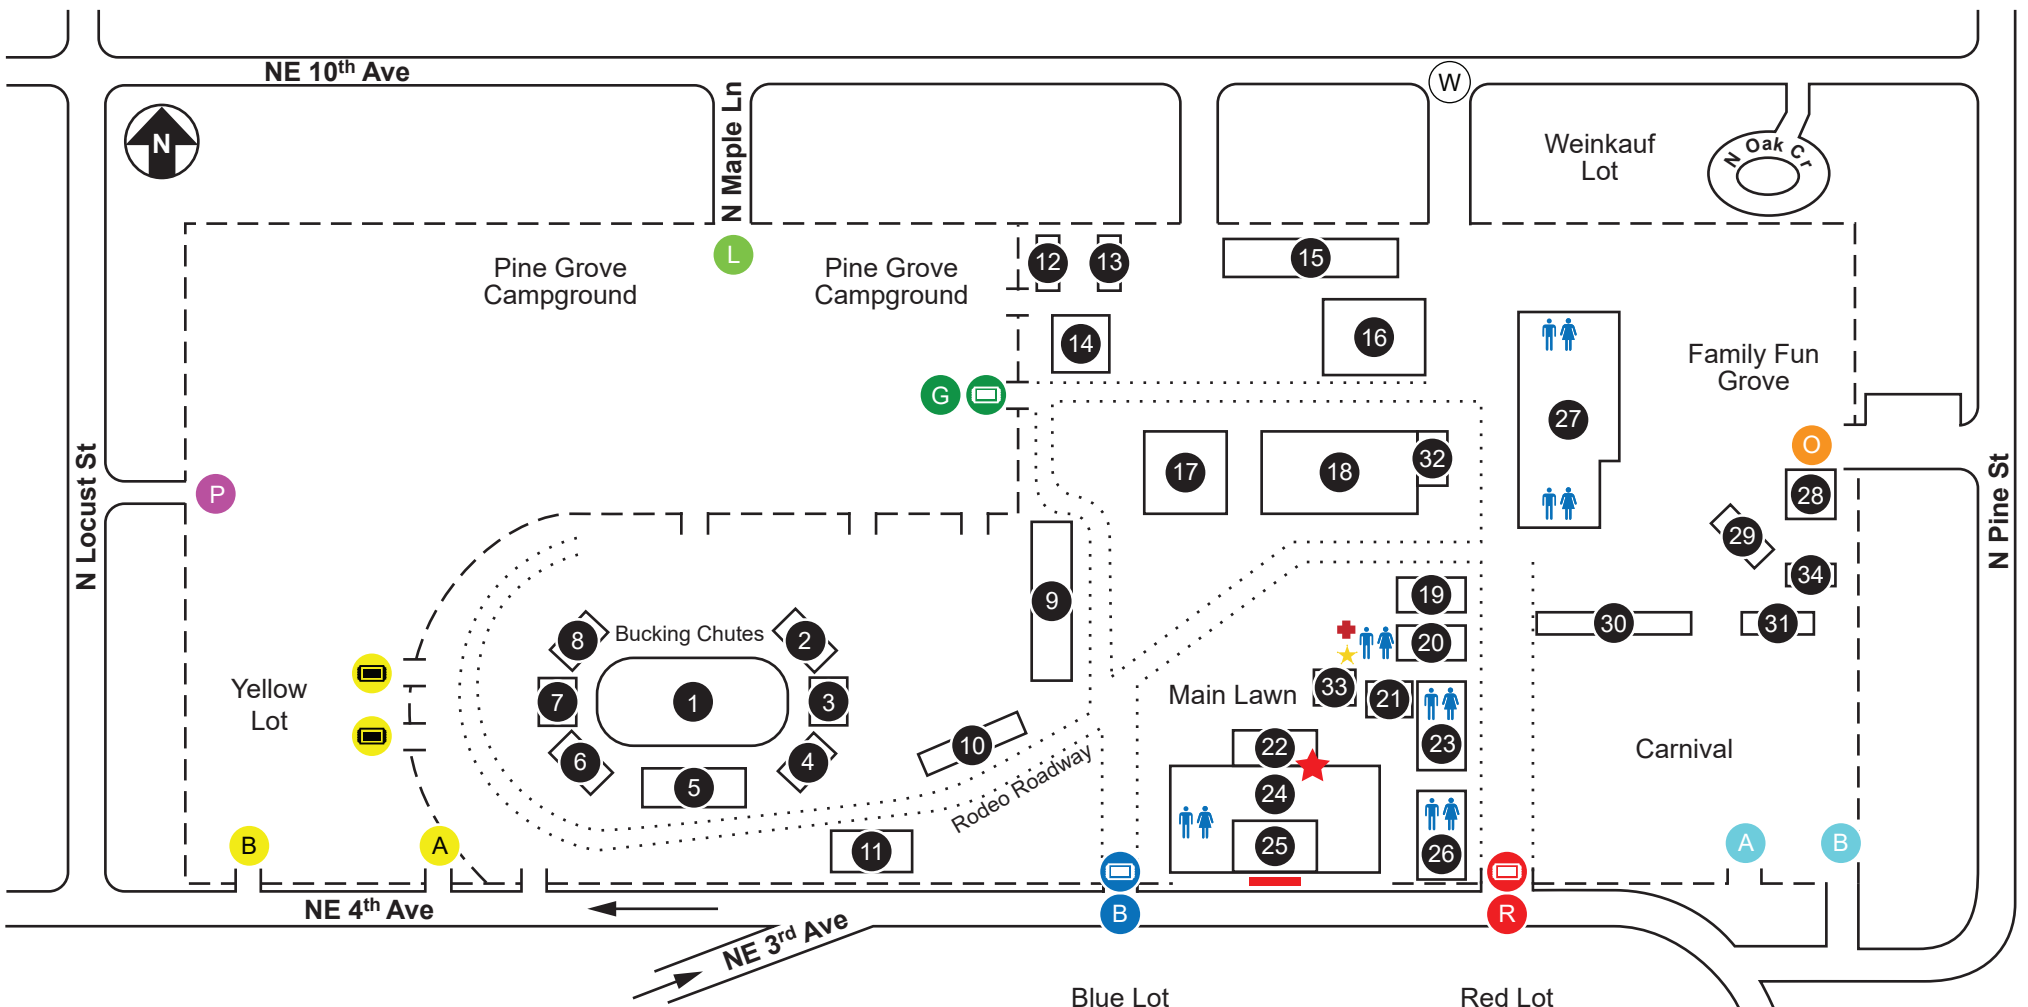 NE 10th Ave
W
N
N Maple Ln
Weinkauf
Lot
N Oak Cr
L
Pine Grove
Campground
Pine Grove
Campground
12
13
15
14
16
Family Fun
Grove
G
27
O
N Locust St
P
17
18
32
28
N Pine St
29
34
9
19
30
31
8
Bucking Chutes
2
20
Yellow
Lot
7
1
3
Main Lawn
33
21
6
4
10
22
23
Carnival
5
24
Rodeo Roadway
B
A
11
25
26
A
B
NE 4th Ave
B
R
NE 3rd Ave
Blue Lot
Red Lot